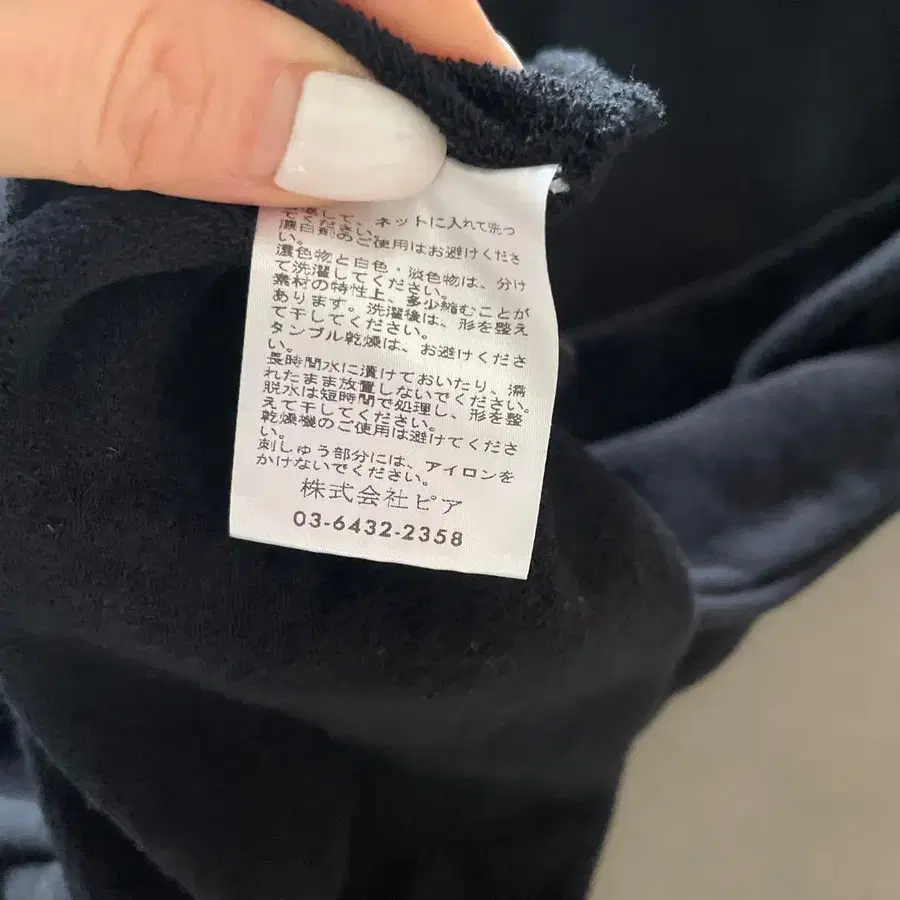 して、ネットに入れて洗っ
てください。
漂白剤のご使用はお避けくださ
い。
濃色物と白色・淡色物は、分け
て洗濯してください。
素材の特性上、多少縮むことが
あります。洗濯後は、形を整え
て干してください。
タンブル乾燥は、お避けくださ
い。
長時間水に漬けておいたり、濡
れたまま放置しないでください。
脱水は短時間で処理し、形を整
えて干してください。
乾燥機のご使用は避けてくださ
い。
刺しゅう部分には、アイロンを
かけないでください。
株式会社ピア
03-6432-2358